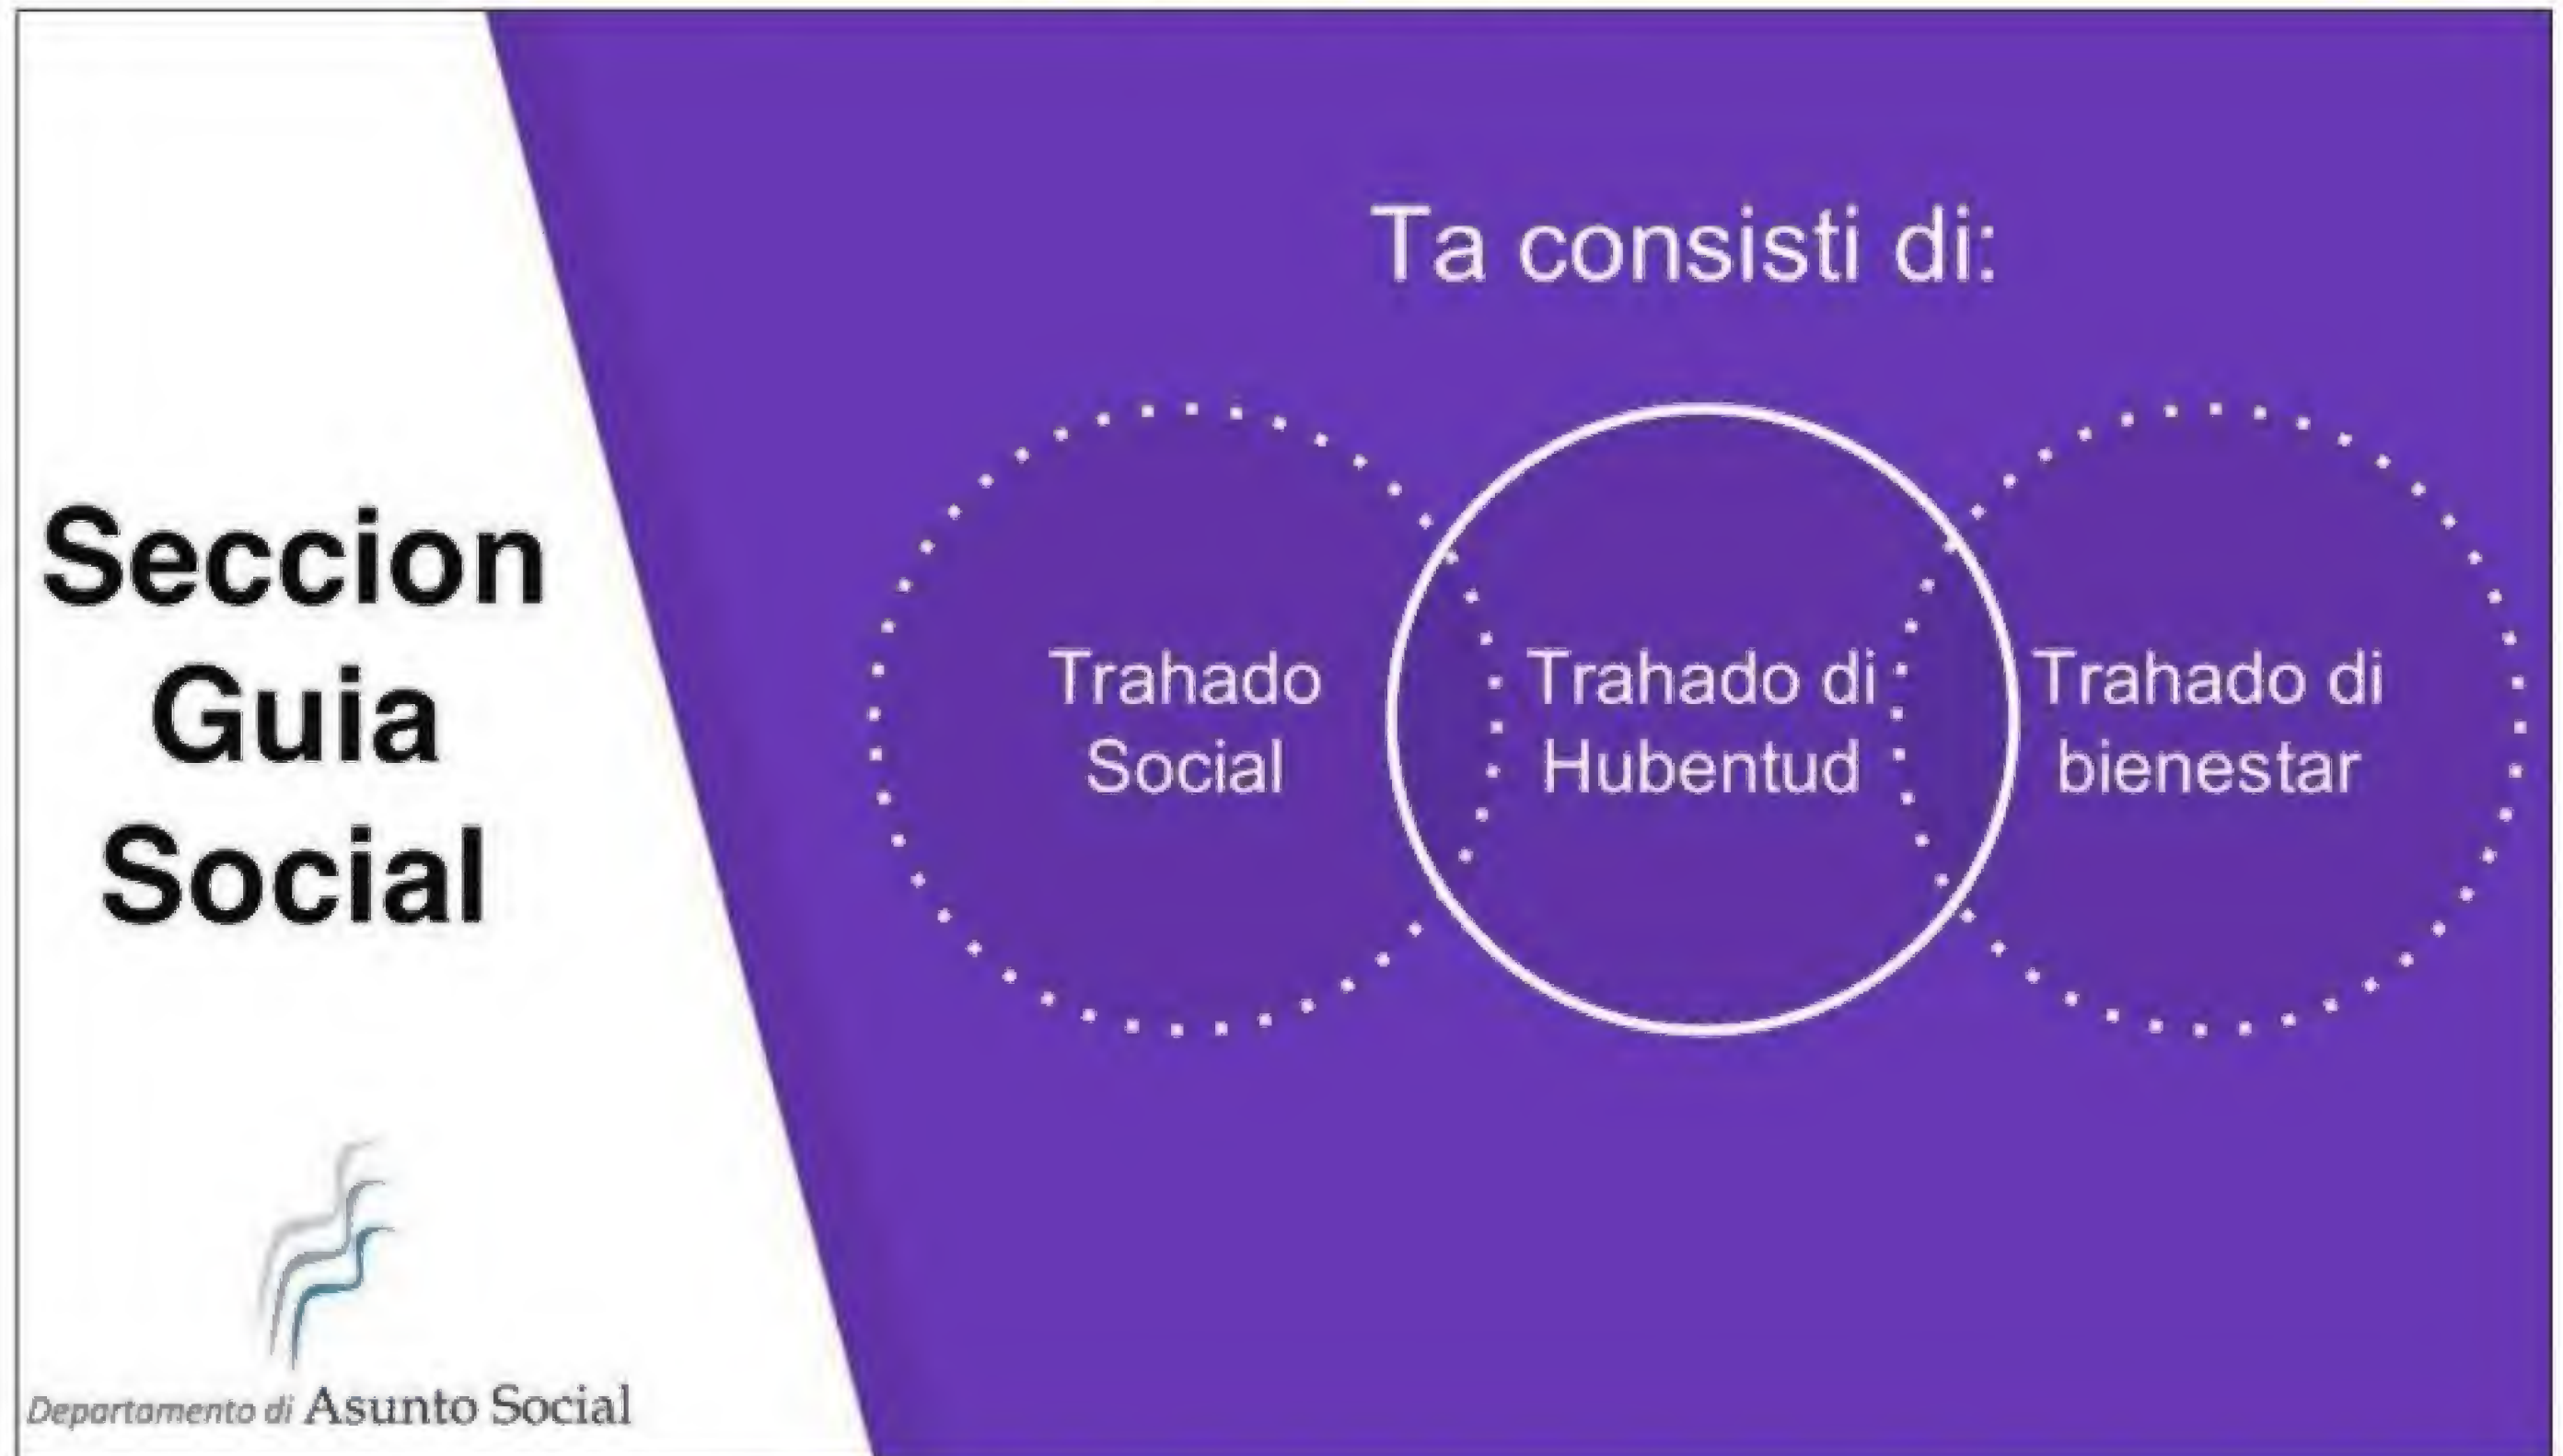 Seccion
Guia
Social
Departamento di Asunto Social
Ta consisti di:
Trahado
Social
Trahado di
Hubentud
Trahado di
bienestar